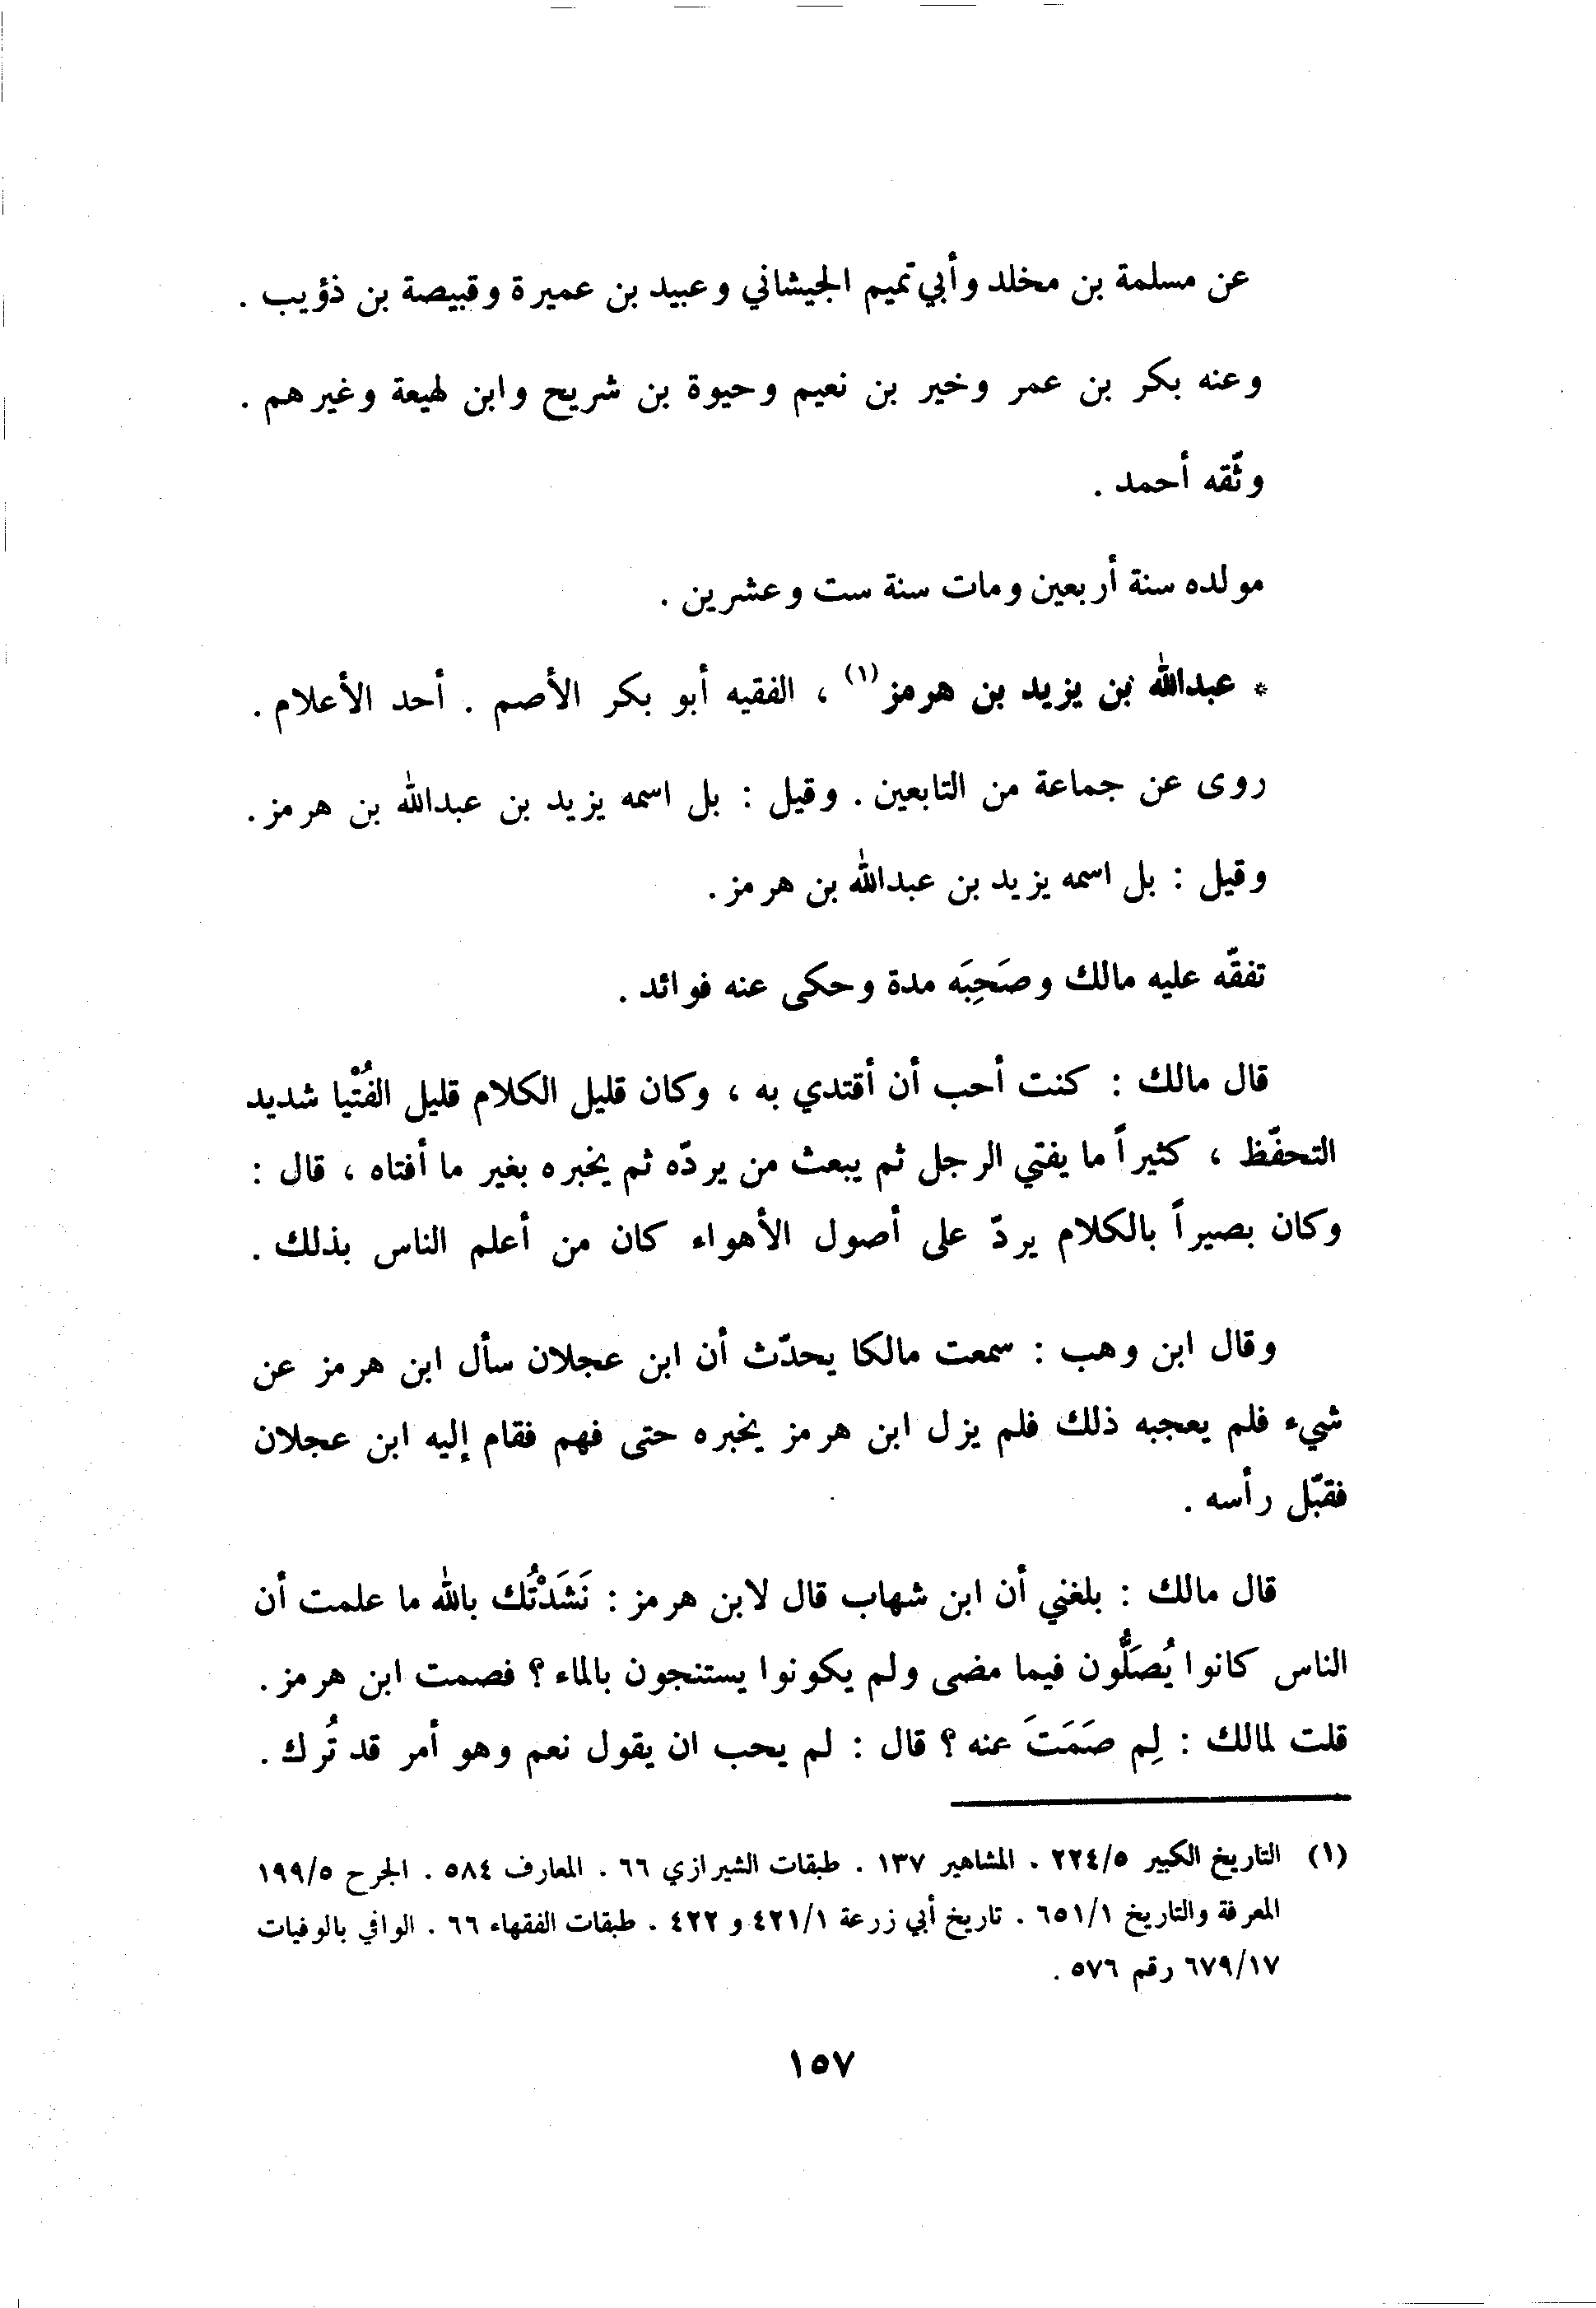 عن مسلمة بن مخلد وأبي تميم الجيشاني وعبيد بن عميرة وقبيصة بن ذؤيب .
وعنه بكر بن عمر وخير بن نعيم وحيوة بن شريح وابن لهيعة وغيرهم .
وثّقه أحمد .
مولده سنة أربعين ومات سنة ست وعشرين .
* عبدالله بن يزيد بن هرمز (١) ، الفقيه أبو بكر الأصم . أحد الأعلام .
روى عن جماعة من التابعين . وقيل : بل اسمه يزيد بن عبدالله بن هرمز .
وقيل : بل اسمه يزيد بن عبدالله بن هرمز .
تفقّه عليه مالك وصَحِبَه مدة وحكى عنه فوائد .
قال مالك : كنت أحب أن أقتدي به ، وكان قليل الكلام قليل الفُتْيا شديد
التحفّظ ، كثيراً ما يفتي الرجل ثم يبعث من يردّه ثم يخبره بغير ما أفتاه ، قال :
وكان بصيراً بالكلام يردّ على أصول الأهواء كان من أعلم الناس بذلك .
وقال ابن وهب : سمعت مالكا يحدّث أن ابن عجلان سأل ابن هرمز عن
شيء فلم يعجبه ذلك فلم يزل ابن هرمز يخبره حتى فهم فقام إليه ابن عجلان
فقبّل رأسه .
قال مالك : بلغني أن ابن شهاب قال لابن هرمز : نَشَدْتُك بالله ما علمت أن
الناس كانوا يُصَلُّون فيما مضى ولم يكونوا يستنجون بالماء ؟ فصمت ابن هرمز .
قلت لمالك : لِم صَمَتَ عنه ؟ قال : لم يحب ان يقول نعم وهو أمر قد تُرك .
(١) التاريخ الكبير ٢٢٤/٥ . المشاهير ١٣٧ . طبقات الشيرازي ٦٦ . المعارف ٥٨٤ . الجرح ١٩٩/٥
المعرفة والتاريخ ٦٥١/١ . تاريخ أبي زرعة ٤٢١/١ و ٤٢٢ . طبقات الفقهاء ٦٦ . الوافي بالوفيات
٦٧٩/١٧ رقم ٥٧٦ .
١٥٧